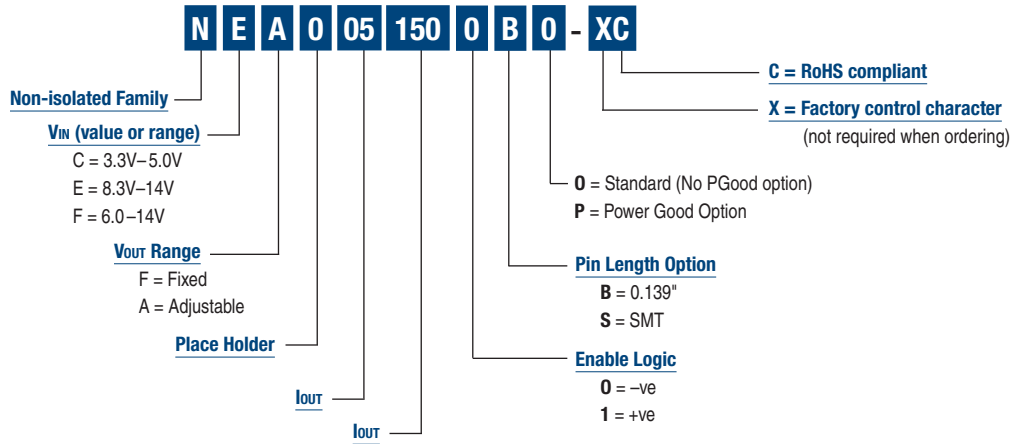 N E A 0 05 150 0 B 0 - XC
C = RoHS compliant
Non-isolated Family
X = Factory control character
(not required when ordering)
VIN (value or range)
C = 3.3V–5.0V
E = 8.3V–14V
F = 6.0–14V
0 = Standard (No PGood option)
P = Power Good Option
VOUT Range
F = Fixed
A = Adjustable
Pin Length Option
B = 0.139"
S = SMT
Place Holder
Enable Logic
0 = –ve
1 = +ve
IOUT
IOUT